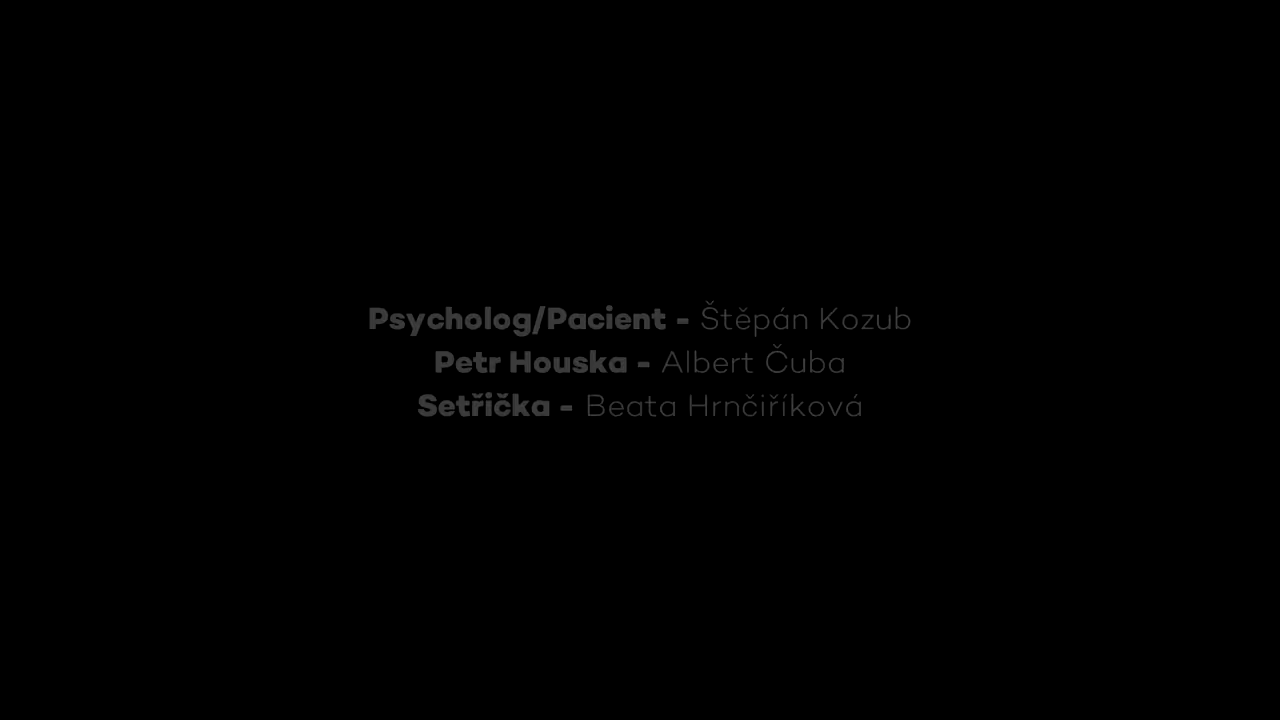 Psycholog/Pacient - Štěpán Kozub
Petr Houska - Albert Čuba
Setřička - Beata Hrnčiříková